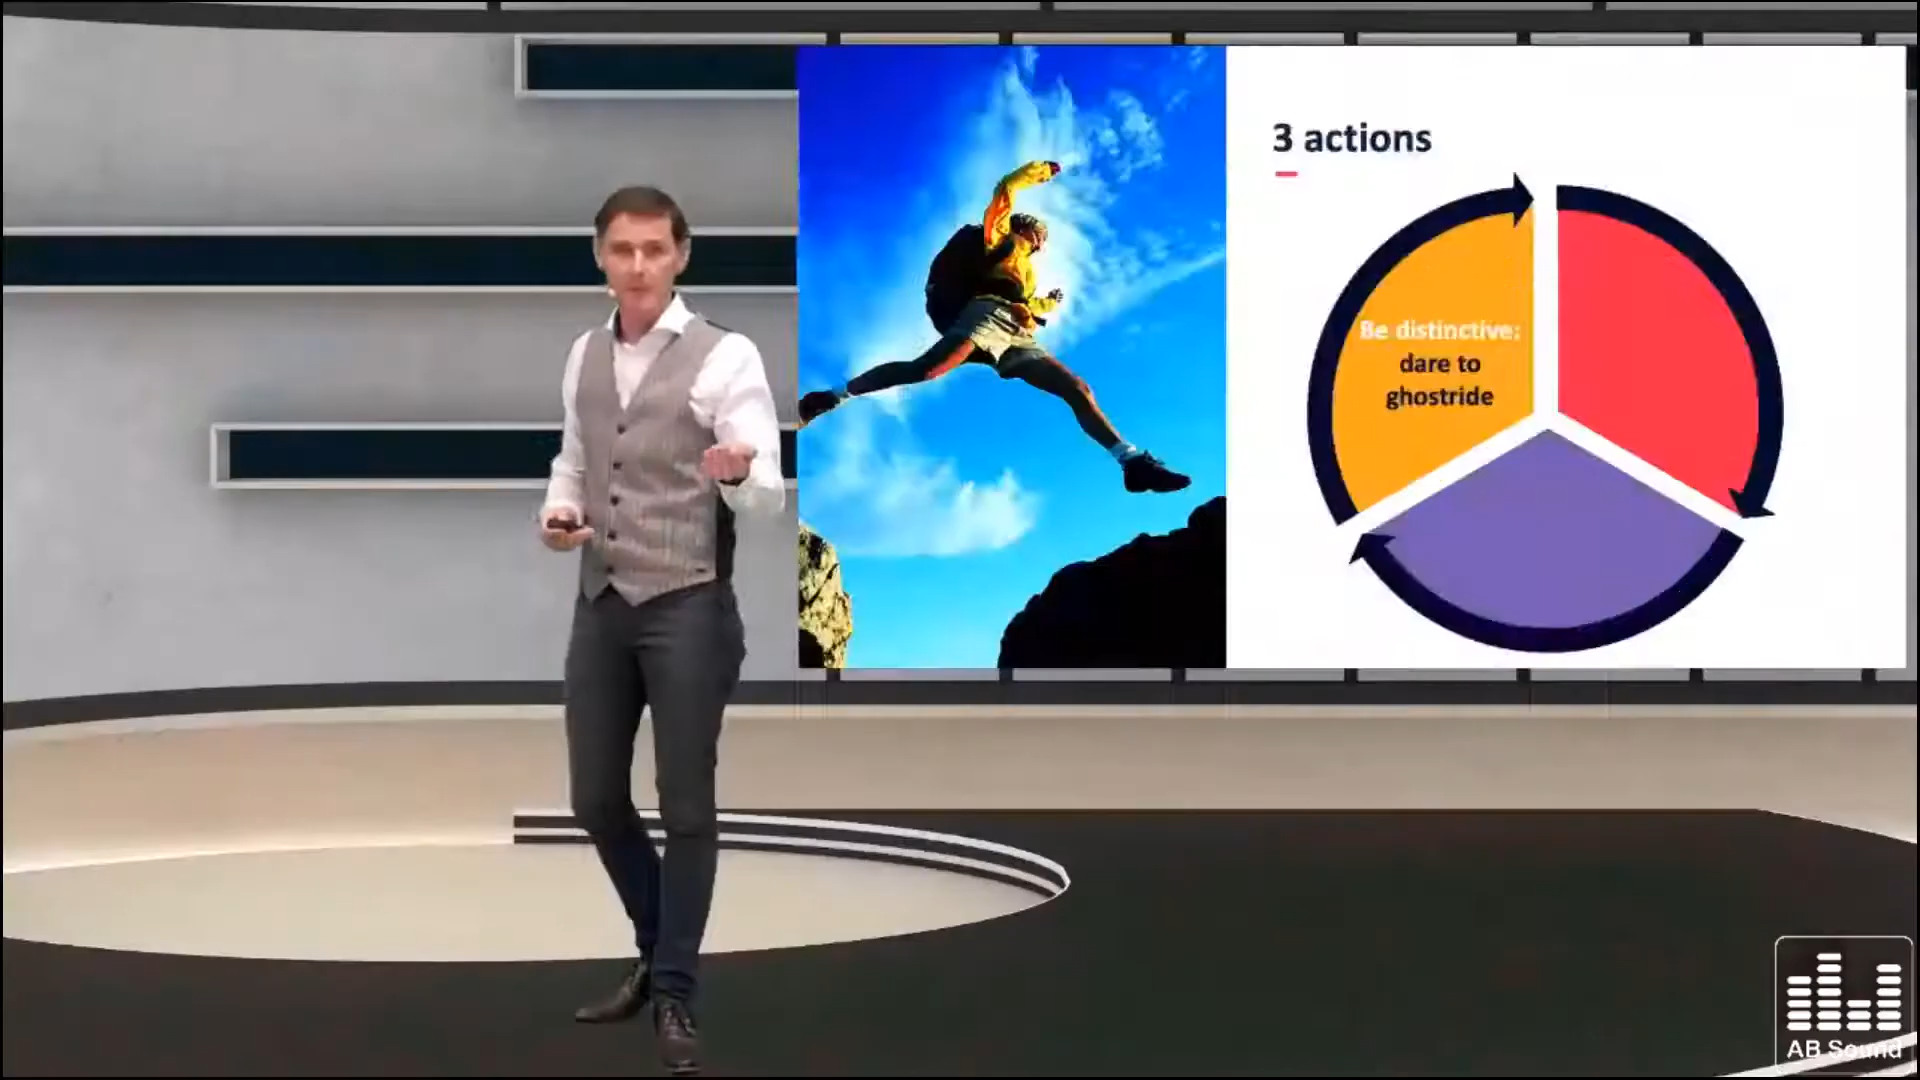 3 actions
Be distinctive:
dare to
ghostride
AB Sound